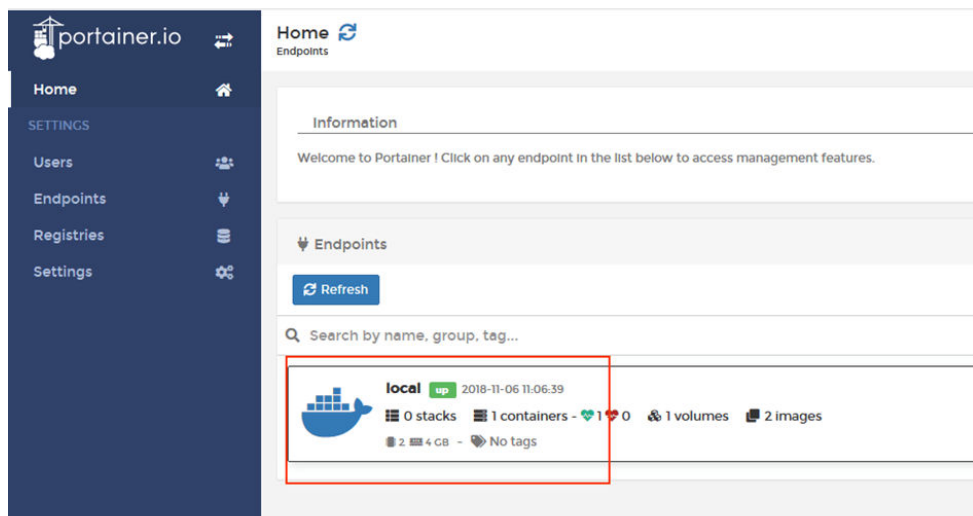 portainer.io
Home
SETTINGS
Users
Endpoints
Registries
Settings
Home
Endpoints
Information
Welcome to Portainer ! Click on any endpoint in the list below to access management features.
Endpoints
Refresh
Search by name, group, tag...
local up 2018-11-06 11:06:39
0 stacks 1 containers - 1 0 1 volumes 2 images
2 4 GB - No tags